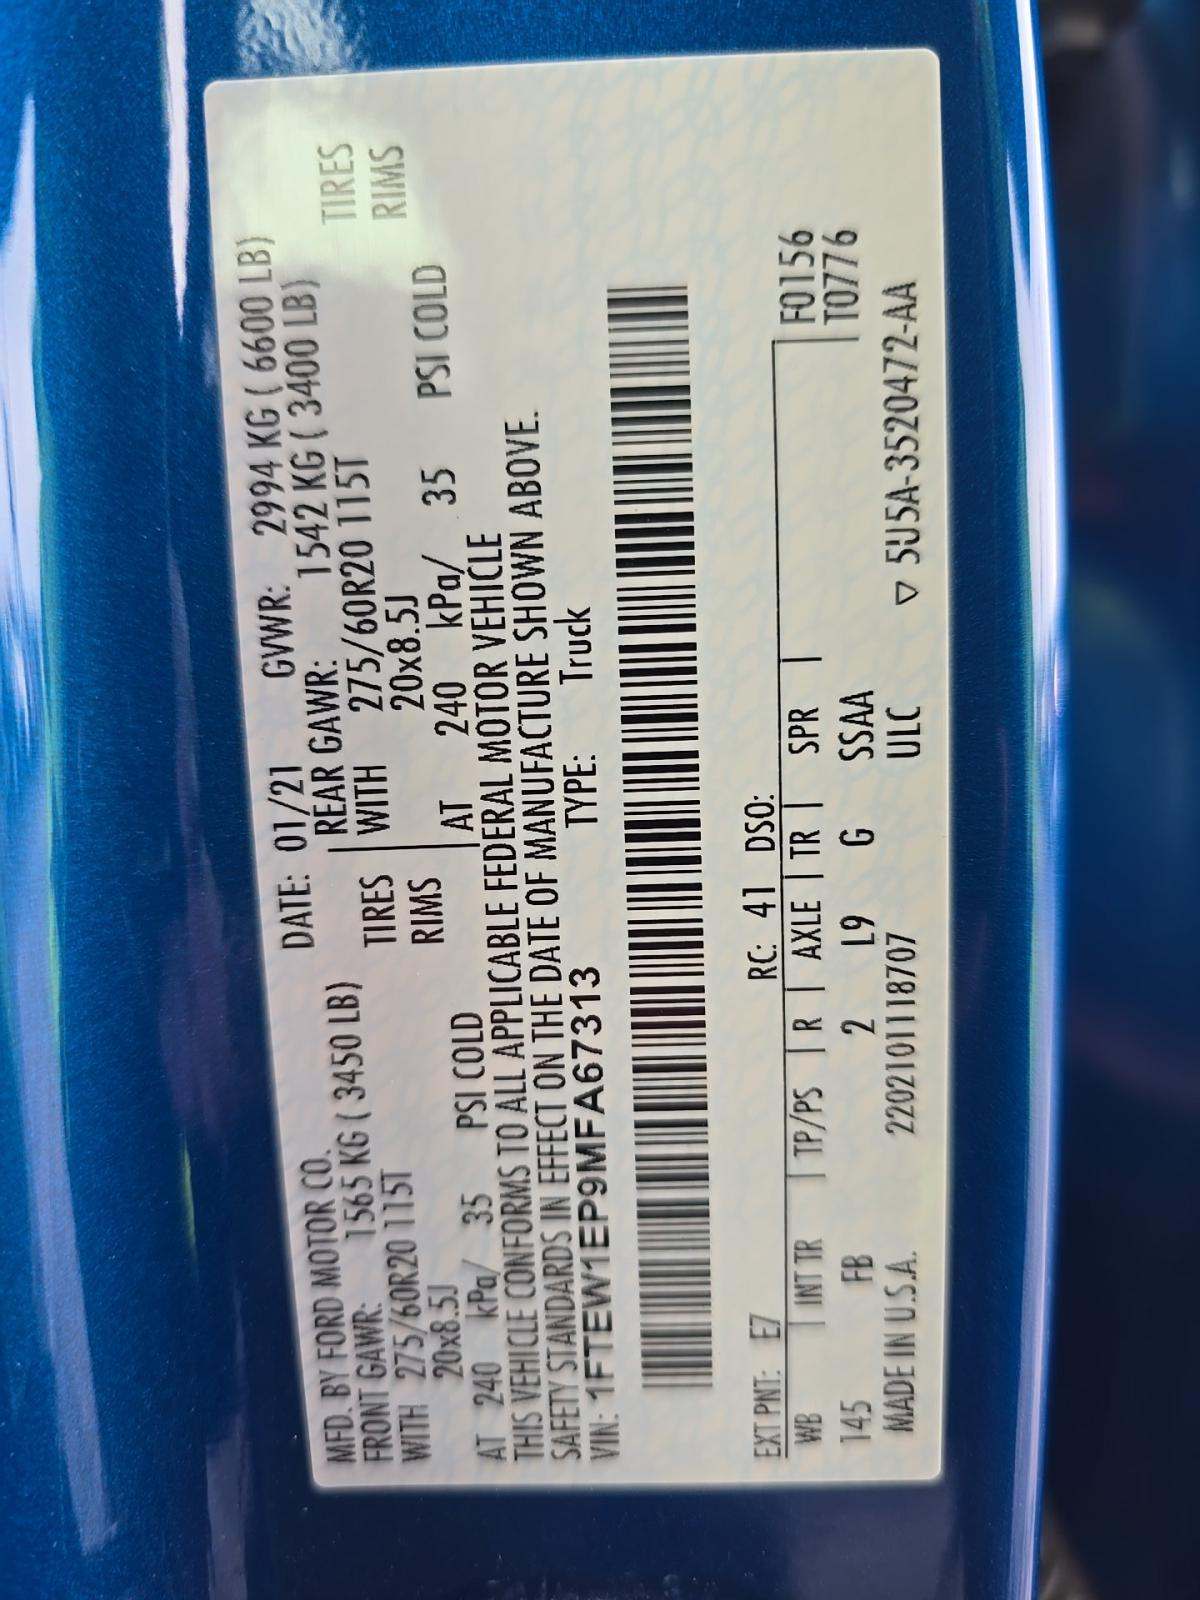 MFD. BY FORD MOTOR CO. DATE: 01/21 GVWR: 2994 KG ( 6600 LB)
FRONT GAWR: 1565 KG ( 3450 LB) REAR GAWR: 1542 KG ( 3400 LB)
WITH 275/60R20 115T TIRES WITH 275/60R20 115T TIRES
20x8.5J RIMS 20x8.5J RIMS
AT 240 kPa/ 35 PSI COLD AT 240 kPa/ 35 PSI COLD
THIS VEHICLE CONFORMS TO ALL APPLICABLE FEDERAL MOTOR VEHICLE
SAFETY STANDARDS IN EFFECT ON THE DATE OF MANUFACTURE SHOWN ABOVE.
VIN: 1FTEW1EP9MFA67313 TYPE: Truck
EXT PNT: E7 RC: 41 DSO:
WB | INT TR | TP/PS | R | AXLE | TR | SPR | F0156
145 FB 2 L9 G SSAA T0776
MADE IN U.S.A. 2202101118707 ULC ▽ 5U5A-3520472-AA